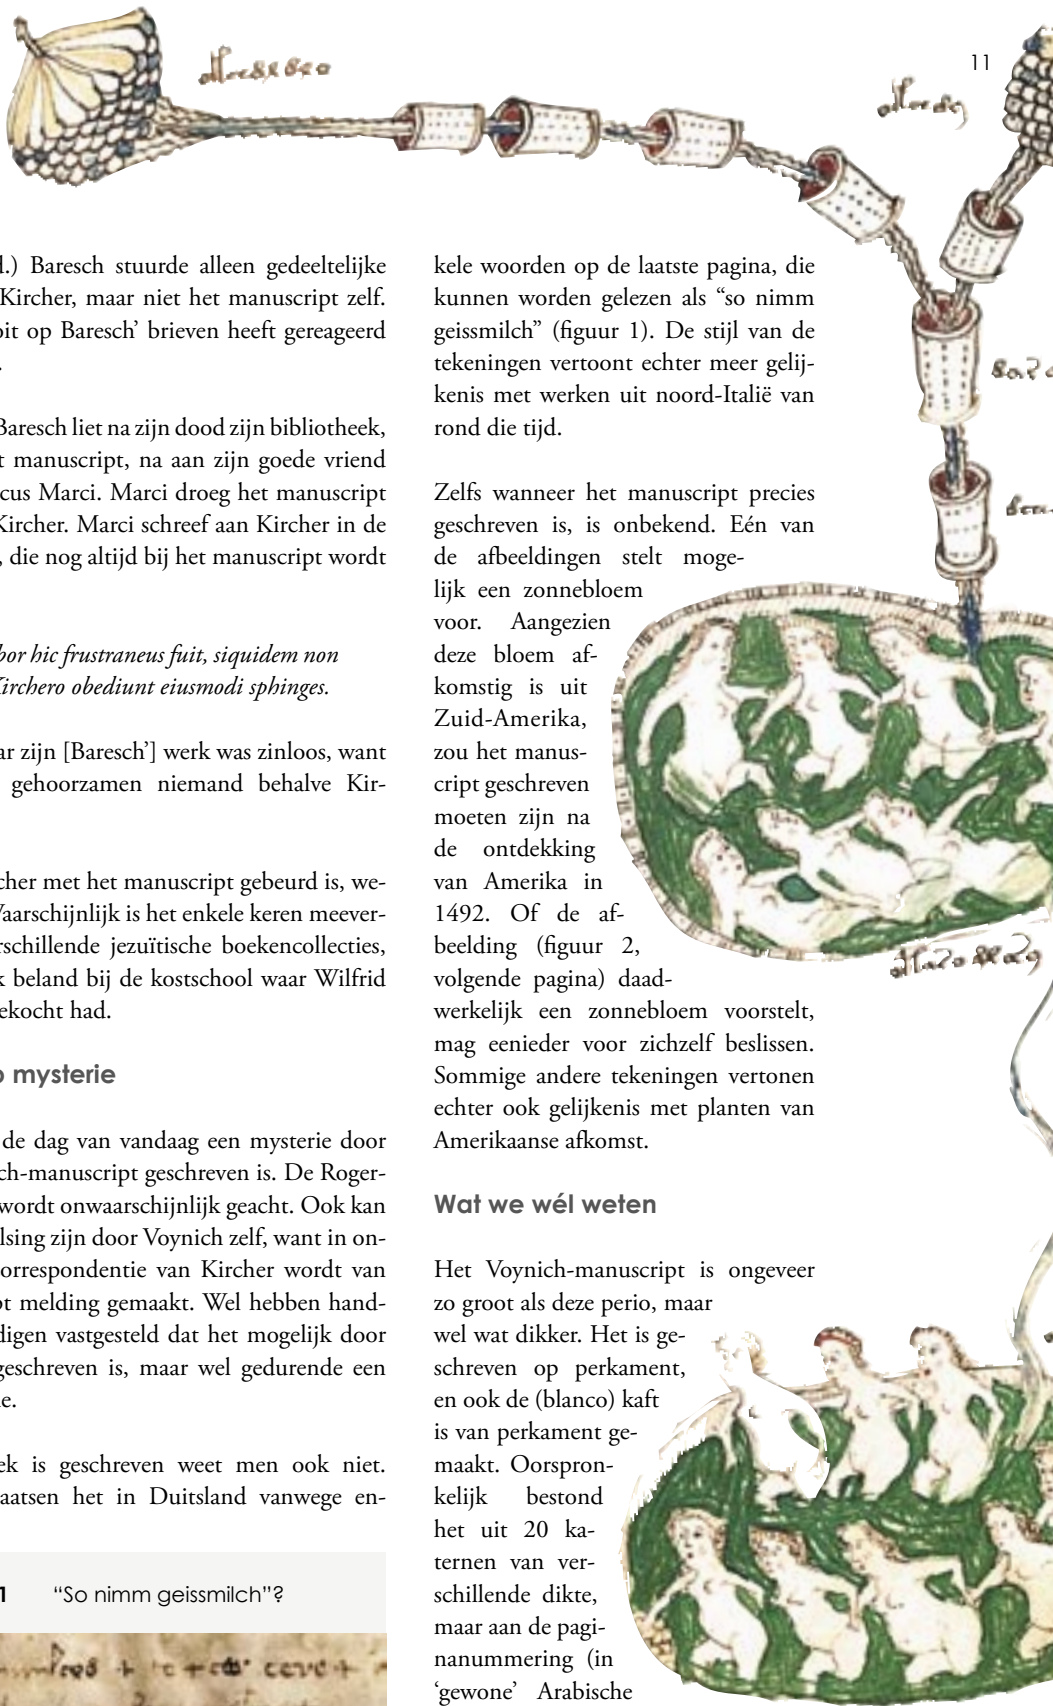 11
d.) Baresch stuurde alleen gedeeltelijke
Kircher, maar niet het manuscript zelf.
oit op Baresch’ brieven heeft gereageerd
.
Baresch liet na zijn dood zijn bibliotheek,
t manuscript, na aan zijn goede vriend
cus Marci. Marci droeg het manuscript
Kircher. Marci schreef aan Kircher in de
, die nog altijd bij het manuscript wordt
bor hic frustraneus fuit, siquidem non
Kirchero obediunt eiusmodi sphinges.
ar zijn [Baresch’] werk was zinloos, want
gehoorzamen niemand behalve Kir-
cher met het manuscript gebeurd is, we-
Waarschijnlijk is het enkele keren meever-
rschillende jezuïtische boekencollecties,
k beland bij de kostschool waar Wilfrid
ekocht had.
p mysterie
de dag van vandaag een mysterie door
ch-manuscript geschreven is. De Roger-
wordt onwaarschijnlijk geacht. Ook kan
lsing zijn door Voynich zelf, want in on-
orrespondentie van Kircher wordt van
pt melding gemaakt. Wel hebben hand-
digen vastgesteld dat het mogelijk door
geschreven is, maar wel gedurende een
e.
ek is geschreven weet men ook niet.
aatsen het in Duitsland vanwege en-
1 “So nimm geissmilch”?
kele woorden op de laatste pagina, die
kunnen worden gelezen als “so nimm
geissmilch” (figuur 1). De stijl van de
tekeningen vertoont echter meer gelij-
kenis met werken uit noord-Italië van
rond die tijd.
Zelfs wanneer het manuscript precies
geschreven is, is onbekend. Eén van
de afbeeldingen stelt moge-
lijk een zonnebloem
voor. Aangezien
deze bloem af-
komstig is uit
Zuid-Amerika,
zou het manus-
cript geschreven
moeten zijn na
de ontdekking
van Amerika in
1492. Of de af-
beelding (figuur 2,
volgende pagina) daad-
werkelijk een zonnebloem voorstelt,
mag eenieder voor zichzelf beslissen.
Sommige andere tekeningen vertonen
echter ook gelijkenis met planten van
Amerikaanse afkomst.
Wat we wél weten
Het Voynich-manuscript is ongeveer
zo groot als deze perio, maar
wel wat dikker. Het is ge-
schreven op perkament,
en ook de (blanco) kaft
is van perkament ge-
maakt. Oorspron-
kelijk bestond
het uit 20 ka-
ternen van ver-
schillende dikte,
maar aan de pagi-
nanummering (in
‘gewone’ Arabische